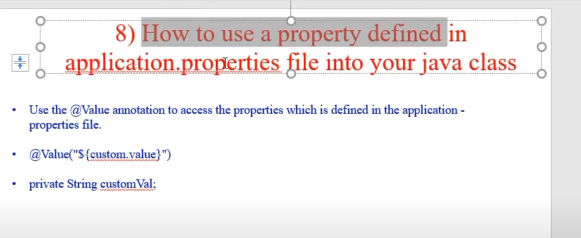 8) How to use a property defined in
application.properties file into your java class
• Use the @Value annotation to access the properties which is defined in the application -
properties file.
• @Value("${custom.value}")
• private String customVal;